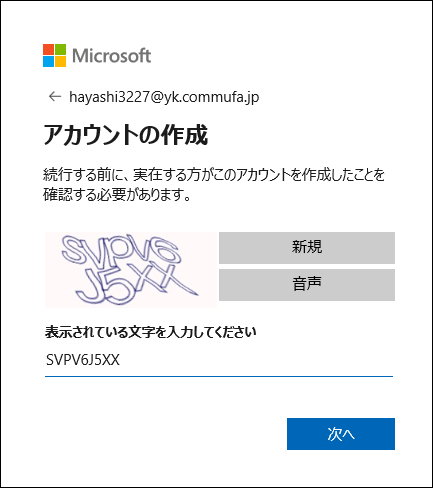 Microsoft
← hayashi3227@yk.commufa.jp
アカウントの作成
続行する前に、実在する方がこのアカウントを作成したことを
確認する必要があります。
SVPV6
J5XX
新規
音声
表示されている文字を入力してください
SVPV6J5XX
次へ